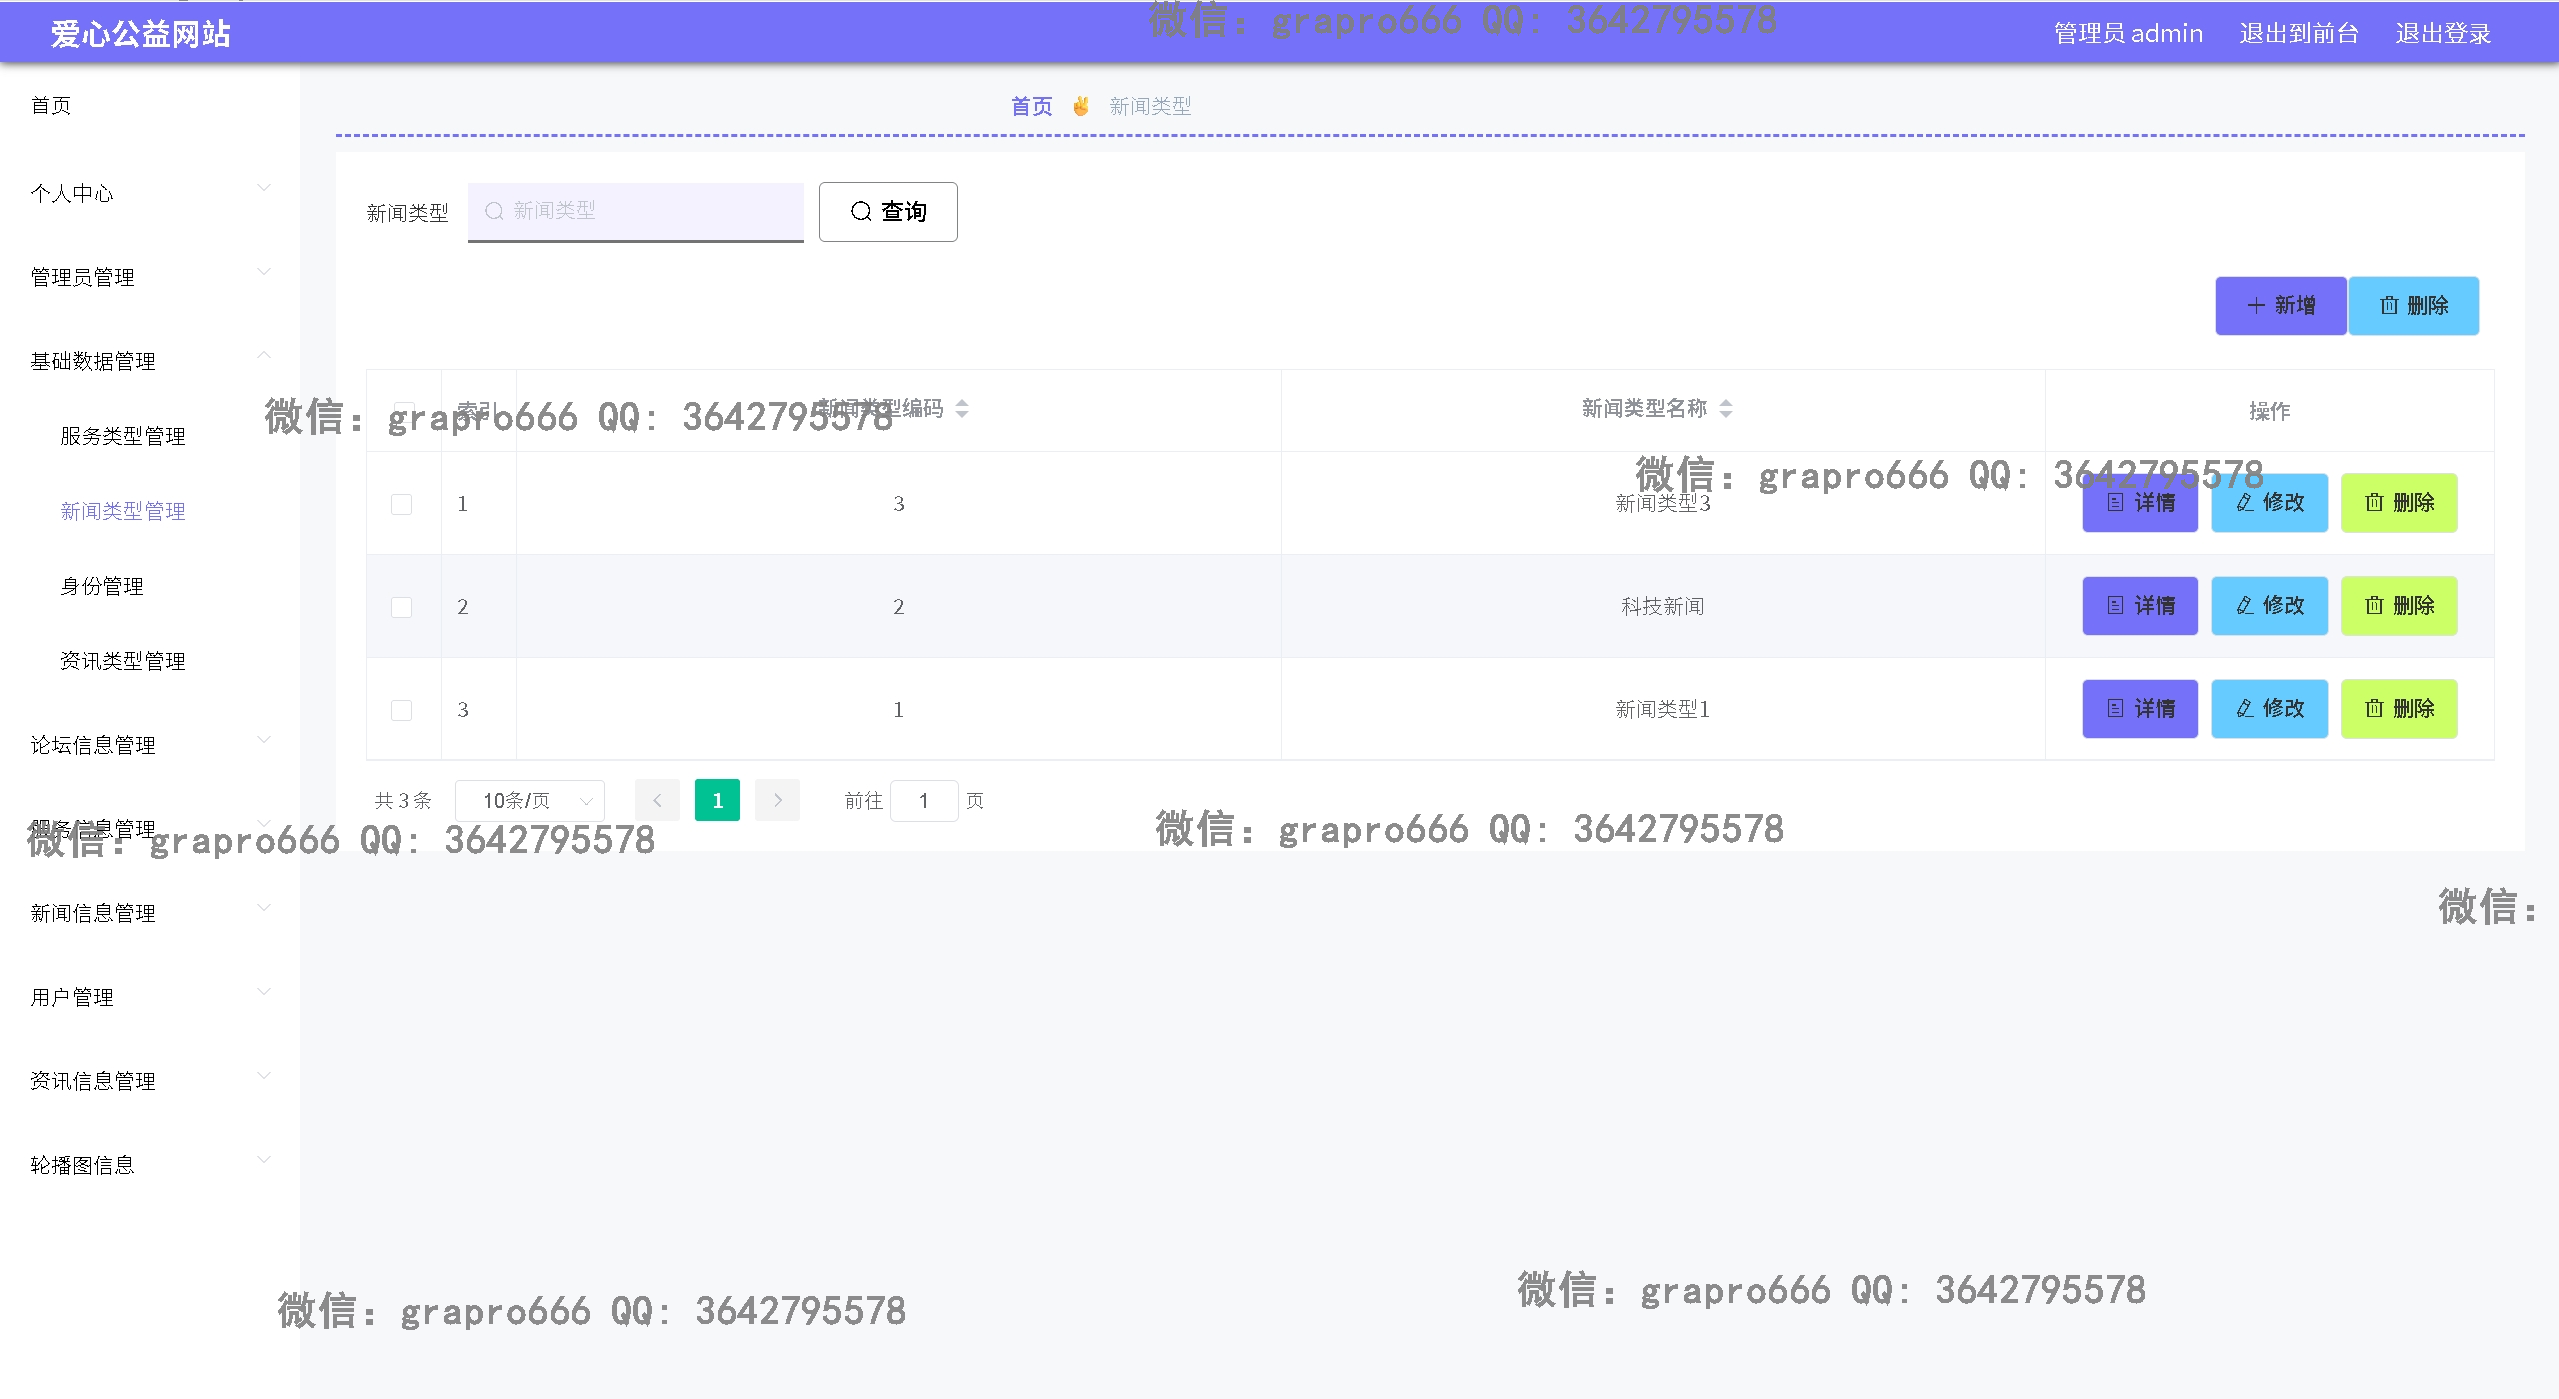 爱心公益网站
微信: grapro666 QQ: 3642795578
管理员 admin 退出到前台 退出登录
首页
个人中心
管理员管理
基础数据管理
服务类型管理
新闻类型管理
身份管理
资讯类型管理
论坛信息管理
服务信息管理
新闻信息管理
用户管理
资讯信息管理
轮播图信息
首页 ✌ 新闻类型
新闻类型 新闻类型 查询
新增 删除
索引 新闻类型编码 新闻类型名称 操作
微信: grapro666 QQ: 3642795578
微信: grapro666 QQ: 3642795578
1 3 新闻类型3 详情 修改 删除
2 2 科技新闻 详情 修改 删除
3 1 新闻类型1 详情 修改 删除
共 3 条 10条/页 1 前往 1 页
微信: grapro666 QQ: 3642795578
微信: grapro666 QQ: 3642795578
微信:
微信: grapro666 QQ: 3642795578
微信: grapro666 QQ: 3642795578